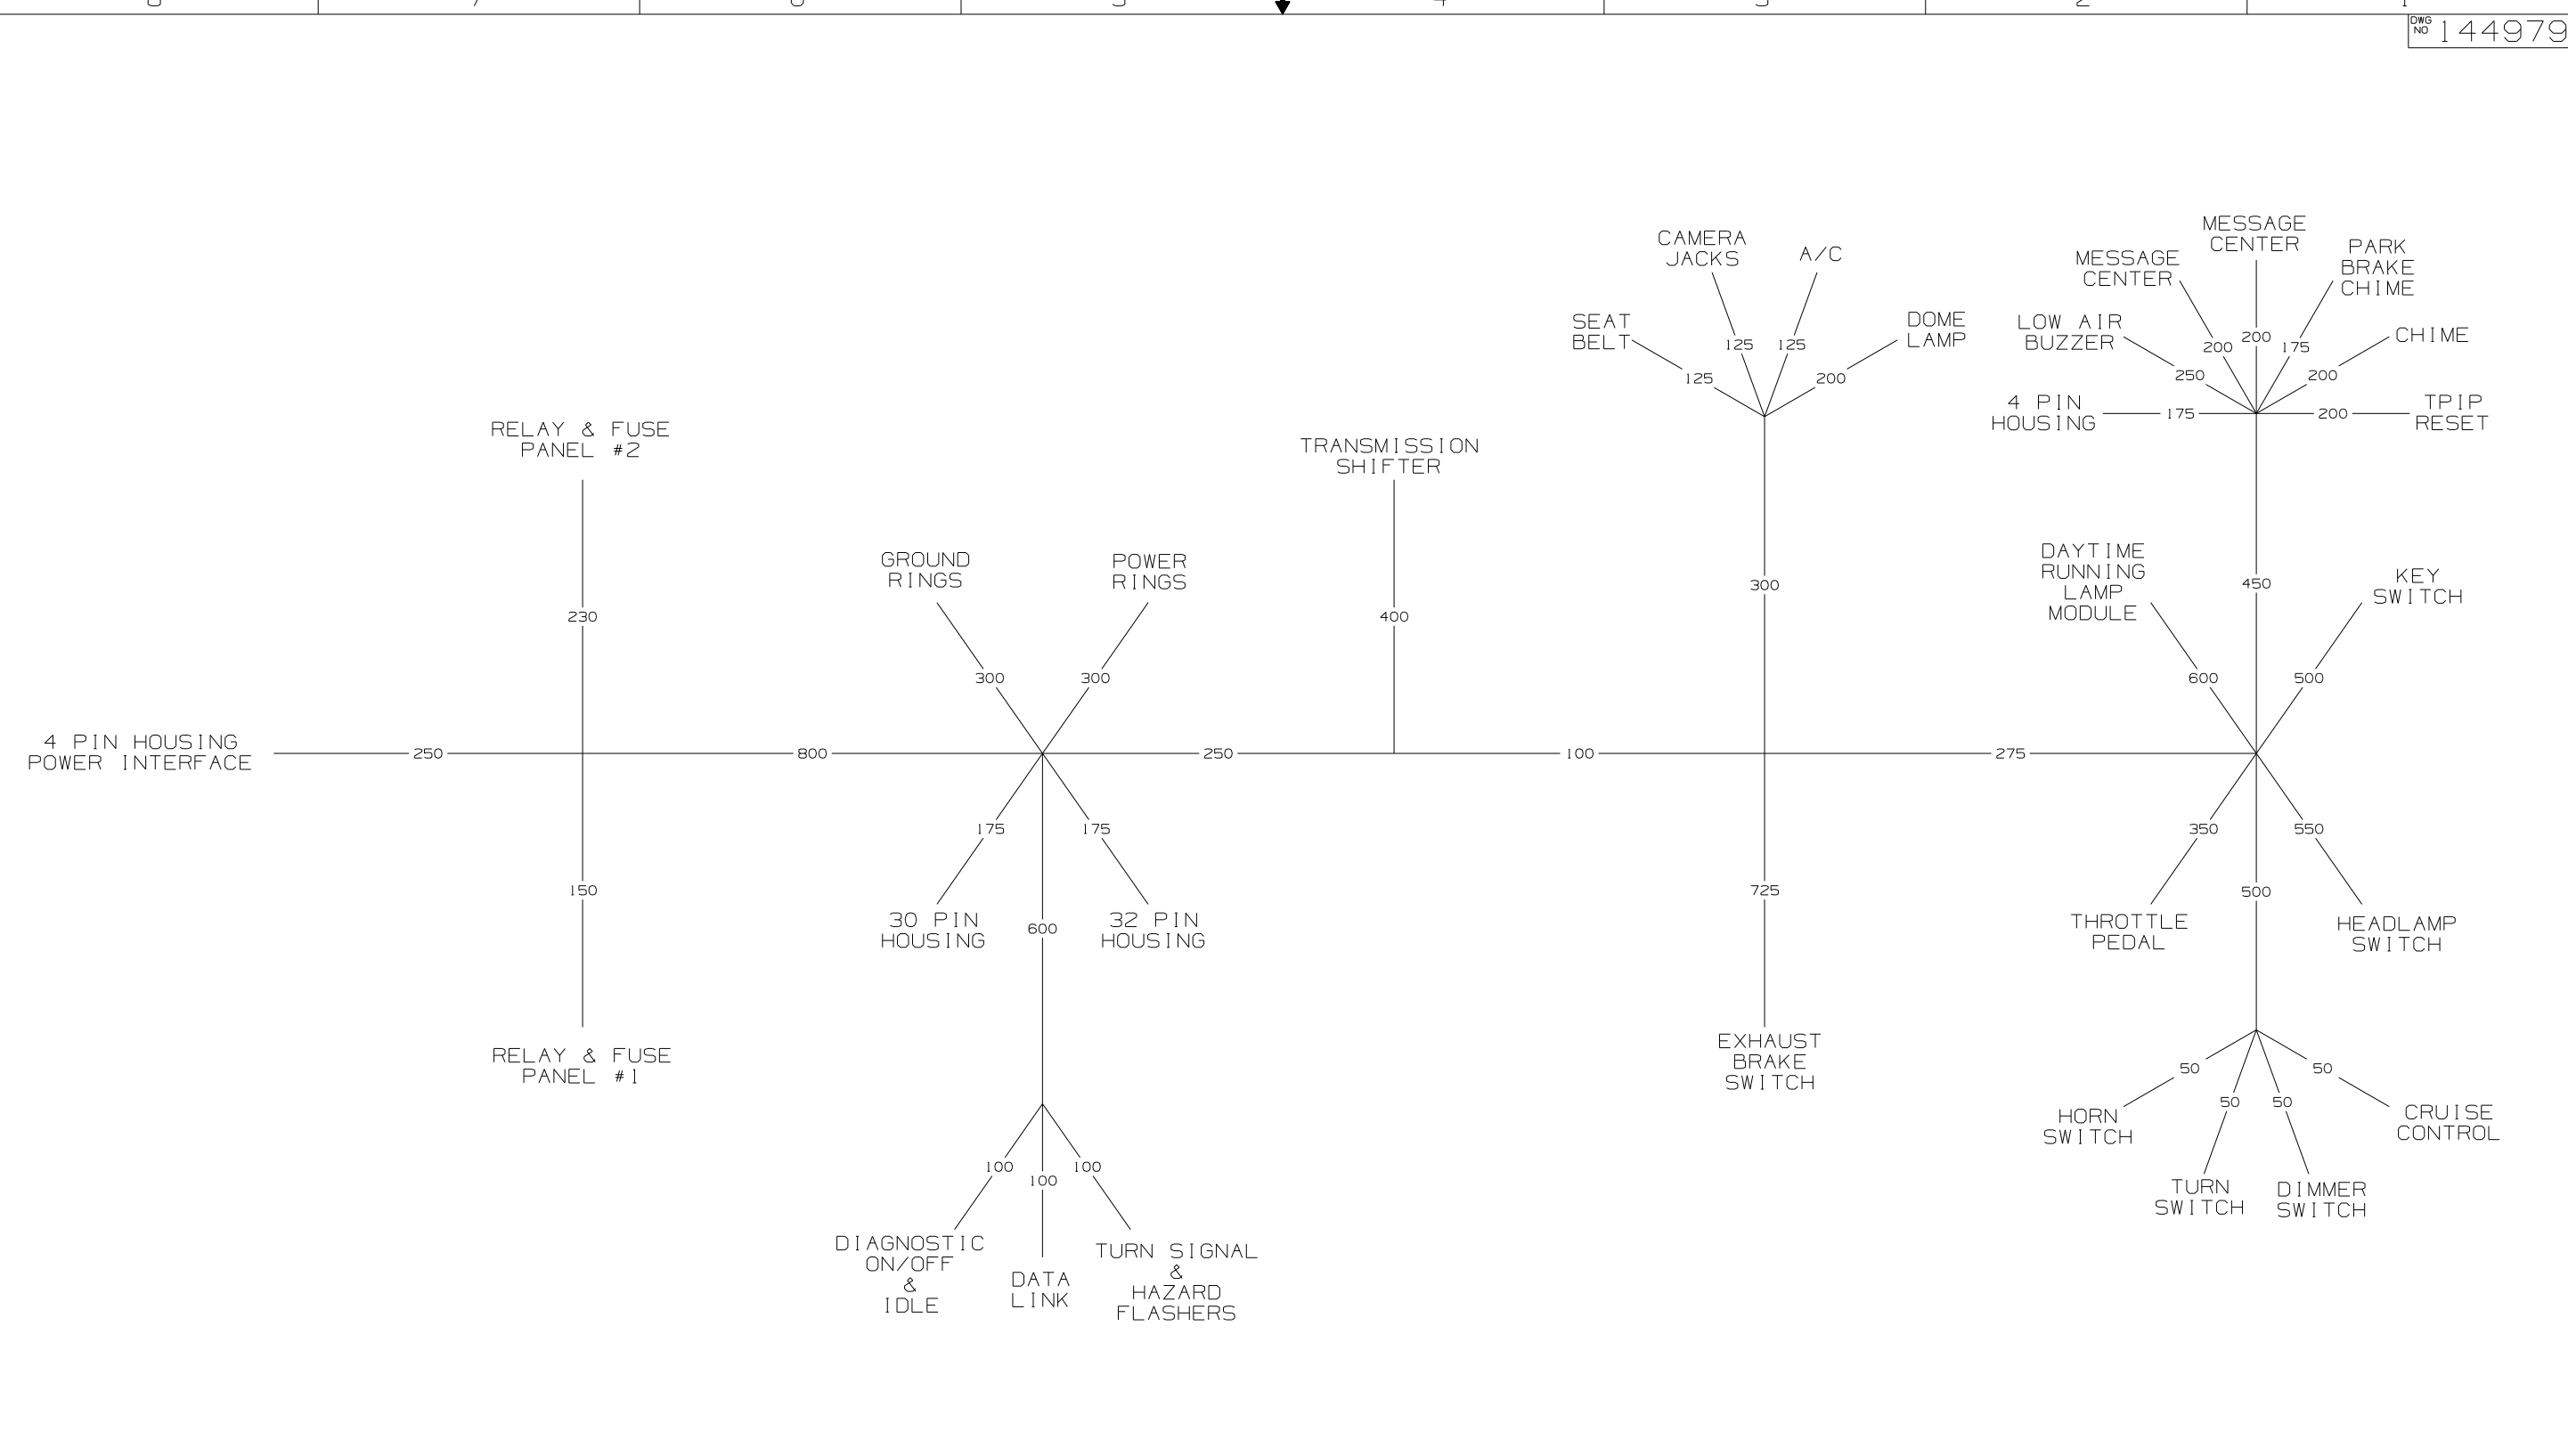 DWG
NO
144979
MESSAGE
CENTER
CAMERA
JACKS
A/C
MESSAGE
CENTER
PARK
BRAKE
CHIME
SEAT
BELT
DOME
LAMP
LOW AIR
BUZZER
CHIME
125
125
125
200
200
200
175
250
200
4 PIN
HOUSING
175
200
TPIP
RESET
RELAY & FUSE
PANEL #2
TRANSMISSION
SHIFTER
GROUND
RINGS
POWER
RINGS
DAYTIME
RUNNING
LAMP
MODULE
KEY
SWITCH
230
400
300
450
300
300
600
500
4 PIN HOUSING
POWER INTERFACE
250
800
250
100
275
175
175
350
550
150
725
500
30 PIN
HOUSING
600
32 PIN
HOUSING
THROTTLE
PEDAL
HEADLAMP
SWITCH
RELAY & FUSE
PANEL #1
EXHAUST
BRAKE
SWITCH
50
50
50
50
HORN
SWITCH
CRUISE
CONTROL
100
100
100
TURN
SWITCH
DIMMER
SWITCH
DIAGNOSTIC
ON/OFF
&
IDLE
DATA
LINK
TURN SIGNAL
&
HAZARD
FLASHERS